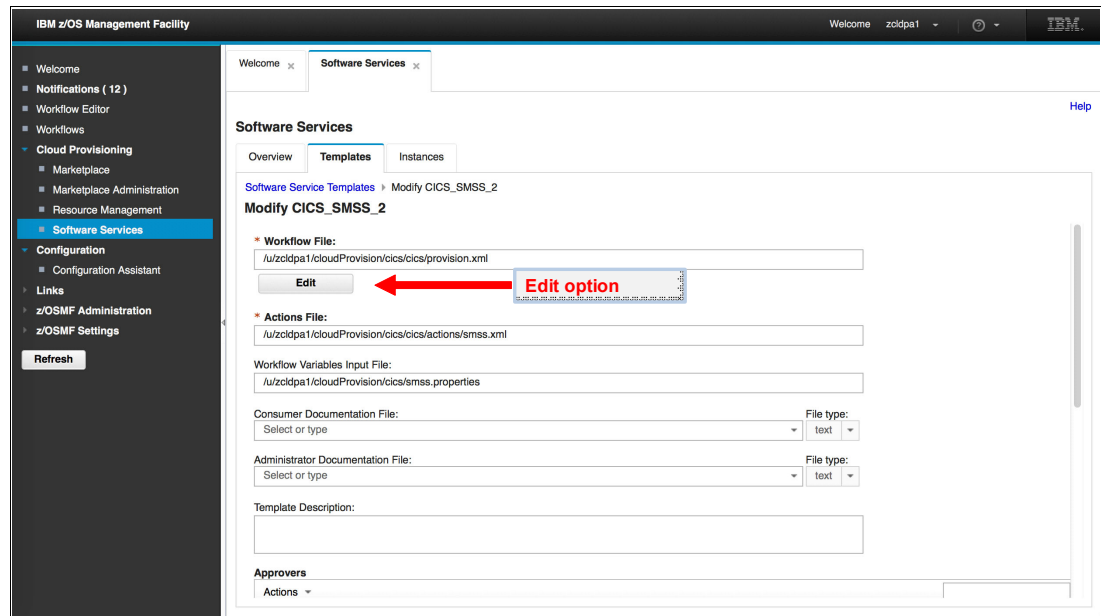 IBM z/OS Management Facility
Welcome zcldpa1
IBM.
Welcome
Notifications ( 12 )
Workflow Editor
Workflows
Cloud Provisioning
Marketplace
Marketplace Administration
Resource Management
Software Services
Configuration
Configuration Assistant
Links
z/OSMF Administration
z/OSMF Settings
Refresh
Welcome
Software Services
Help
Software Services
Overview Templates Instances
Software Service Templates Modify CICS_SMSS_2
Modify CICS_SMSS_2
* Workflow File:
/u/zcldpa1/cloudProvision/cics/cics/provision.xml
Edit
Edit option
* Actions File:
/u/zcldpa1/cloudProvision/cics/cics/actions/smss.xml
Workflow Variables Input File:
/u/zcldpa1/cloudProvision/cics/smss.properties
Consumer Documentation File: File type:
Select or type text
Administrator Documentation File: File type:
Select or type text
Template Description:
Approvers
Actions